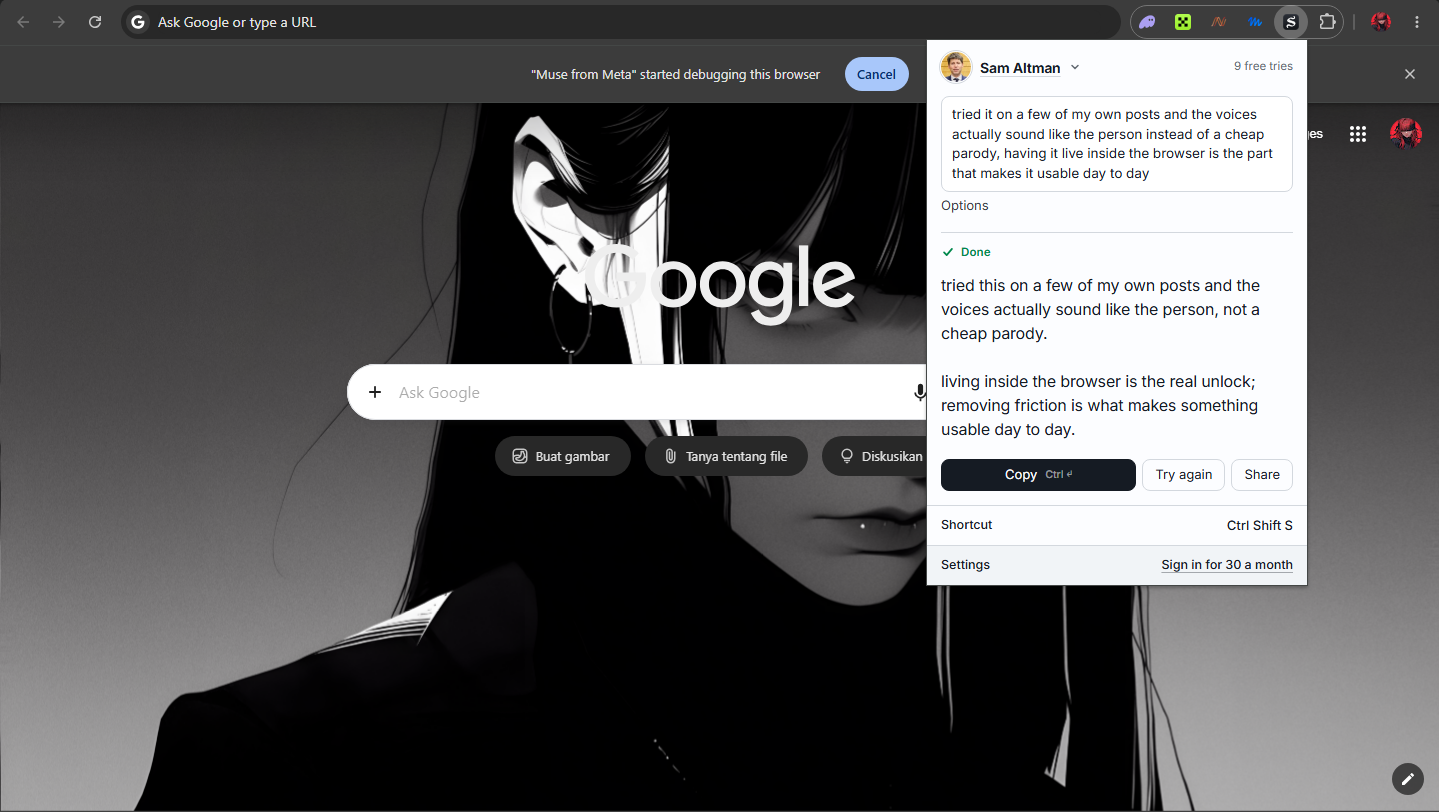 Ask Google or type a URL
"Muse from Meta" started debugging this browser
Cancel
Sam Altman
9 free tries
tried it on a few of my own posts and the voices
actually sound like the person instead of a cheap
parody, having it live inside the browser is the part
that makes it usable day to day
Options
Done
tried this on a few of my own posts and the
voices actually sound like the person, not a
cheap parody.
living inside the browser is the real unlock;
removing friction is what makes something
usable day to day.
Copy Ctrl ⏎
Try again
Share
Shortcut
Ctrl Shift S
Settings
Sign in for 30 a month
Google
Ask Google
Buat gambar
Tanya tentang file
Diskusikan